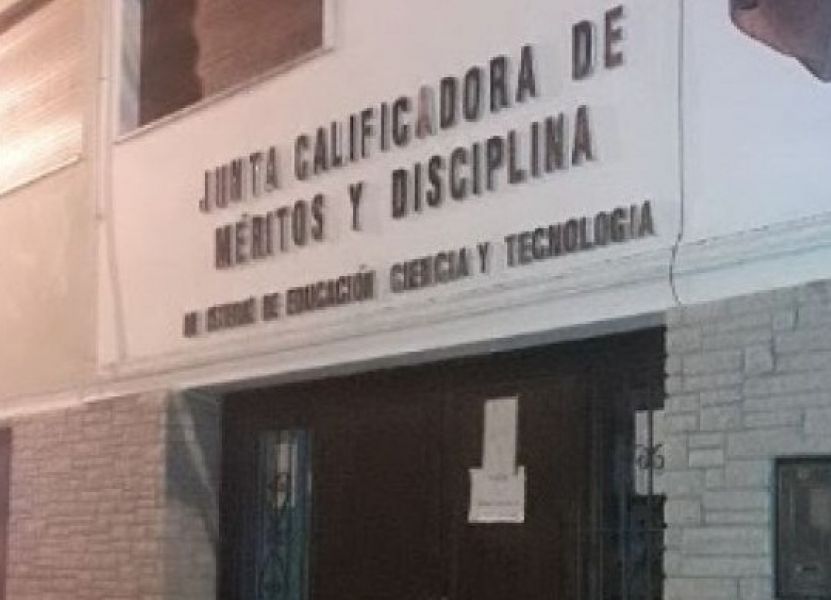 JUNTA CALIFICADORA DE
MÉRITOS Y DISCIPLINA
DE EDUCACIÓN CIENCIA Y TECNOLOGIA